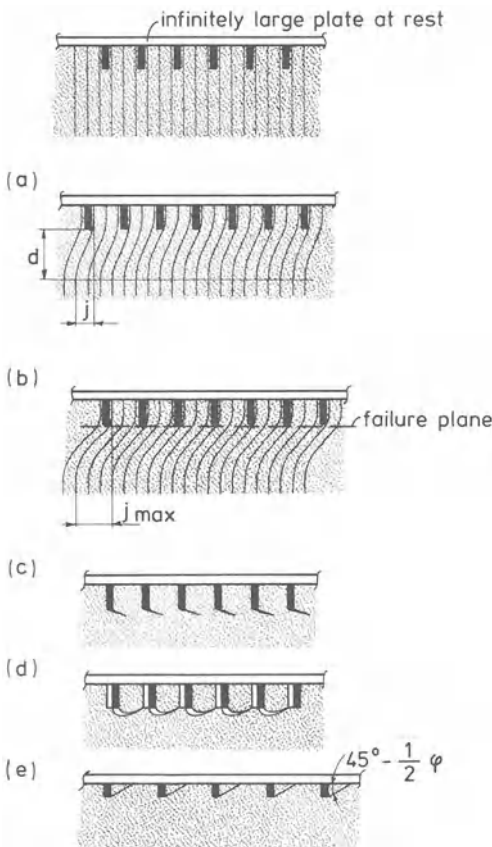 infinitely large plate at rest
(a)
d
j
(b)
failure plane
j max
(c)
(d)
(e)
45° - 1/2 φ